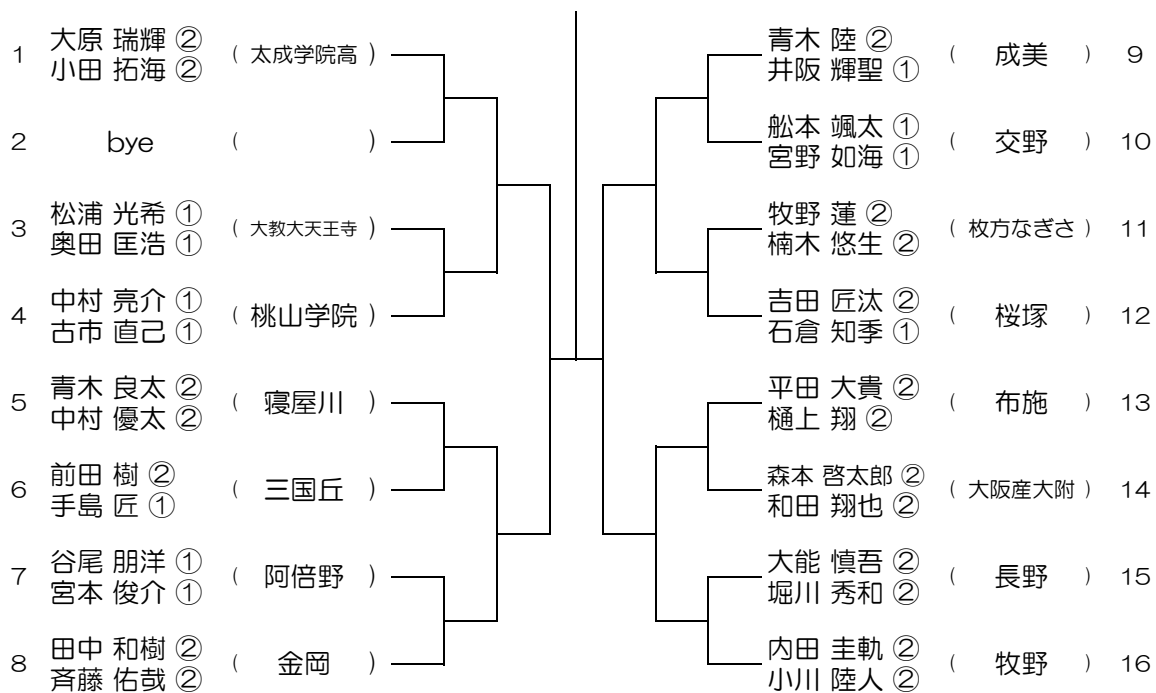 1 大原 瑞輝 ② ( 太成学院高 )
小田 拓海 ②
2 bye ( )
3 松浦 光希 ① ( 大教大天王寺 )
奥田 匡浩 ①
4 中村 亮介 ① ( 桃山学院 )
古市 直己 ①
5 青木 良太 ② ( 寝屋川 )
中村 優太 ②
6 前田 樹 ② ( 三国丘 )
手島 匠 ①
7 谷尾 朋洋 ① ( 阿倍野 )
宮本 俊介 ①
8 田中 和樹 ② ( 金岡 )
斉藤 佑哉 ②
青木 陸 ② ( 成美 ) 9
井阪 輝聖 ①
舩本 颯太 ① ( 交野 ) 10
宮野 如海 ①
牧野 蓮 ② ( 枚方なぎさ ) 11
楠木 悠生 ②
吉田 匠汰 ② ( 桜塚 ) 12
石倉 知季 ①
平田 大貴 ② ( 布施 ) 13
樋上 翔 ②
森本 啓太郎 ② ( 大阪産大附 ) 14
和田 翔也 ②
大能 慎吾 ② ( 長野 ) 15
堀川 秀和 ②
内田 圭軌 ② ( 牧野 ) 16
小川 陸人 ②